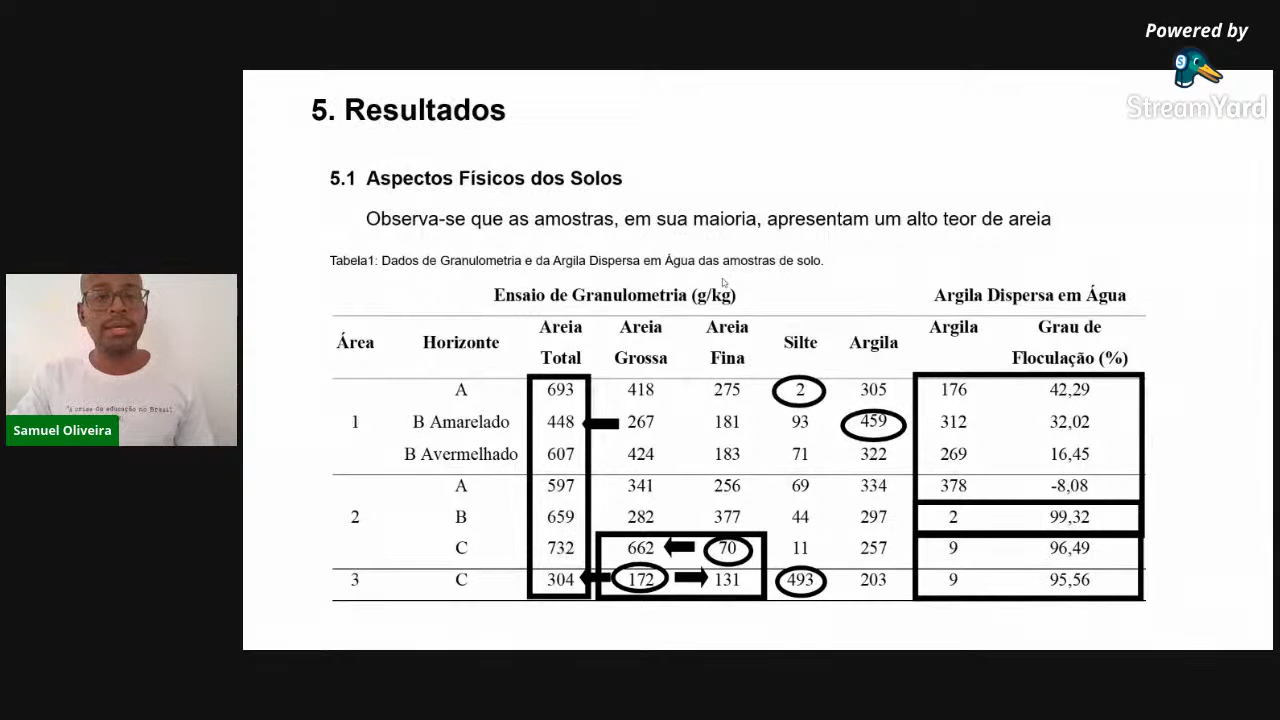 Powered by
StreamYard
5. Resultados
5.1 Aspectos Físicos dos Solos
Observa-se que as amostras, em sua maioria, apresentam um alto teor de areia
Tabela1: Dados de Granulometria e da Argila Dispersa em Água das amostras de solo.
Ensaio de Granulometria (g/kg) Argila Dispersa em Água
Área Horizonte Areia Total Areia Grossa Areia Fina Silte Argila Argila Grau de Floculação (%)
A 693 418 275 2 305 176 42,29
1 B Amarelado 448 267 181 93 459 312 32,02
B Avermelhado 607 424 183 71 322 269 16,45
A 597 341 256 69 334 378 -8,08
2 B 659 282 377 44 297 2 99,32
C 732 662 70 11 257 9 96,49
3 C 304 172 131 493 203 9 95,56
"A crise da educação no Brasil
Samuel Oliveira